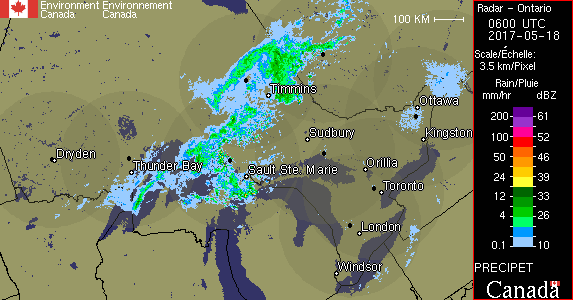 Environment Environnement
Canada Canada
100 KM
Timmins
Ottawa
Sudbury
Kingston
Dryden
Thunder Bay
Sault Ste. Marie
Orillia
Toronto
London
Windsor
Radar - Ontario
0600 UTC
2017-05-18
Scale/Échelle:
3.5 km/Pixel
Rain/Pluie
mm/hr dBZ
200 61
100 52
50 46
24 39
12 33
4 26
0.1 10
PRECIPET
Canada